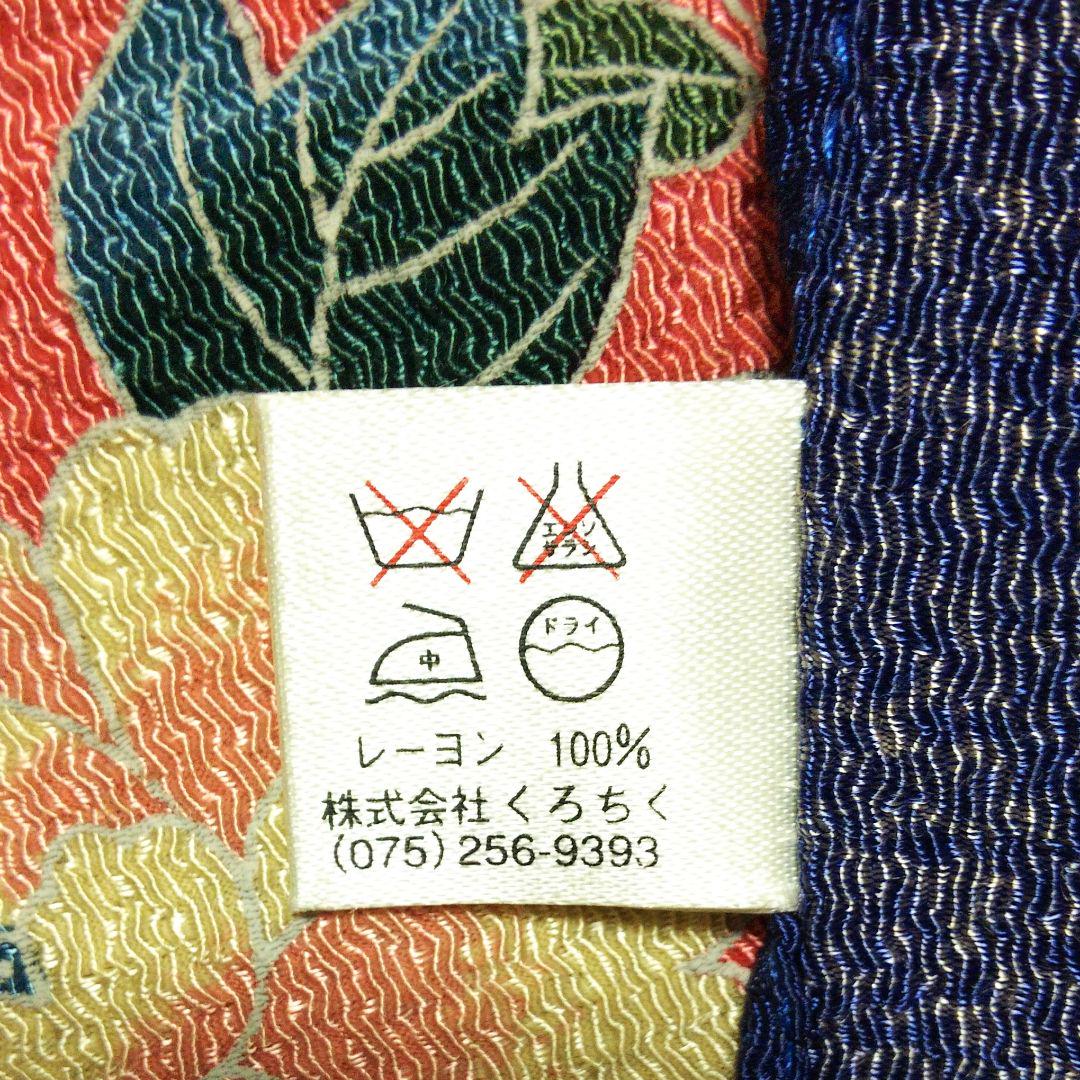 エンソ
サラシ
中
ドライ
レーヨン 100%
株式会社くろちく
(075) 256-9393